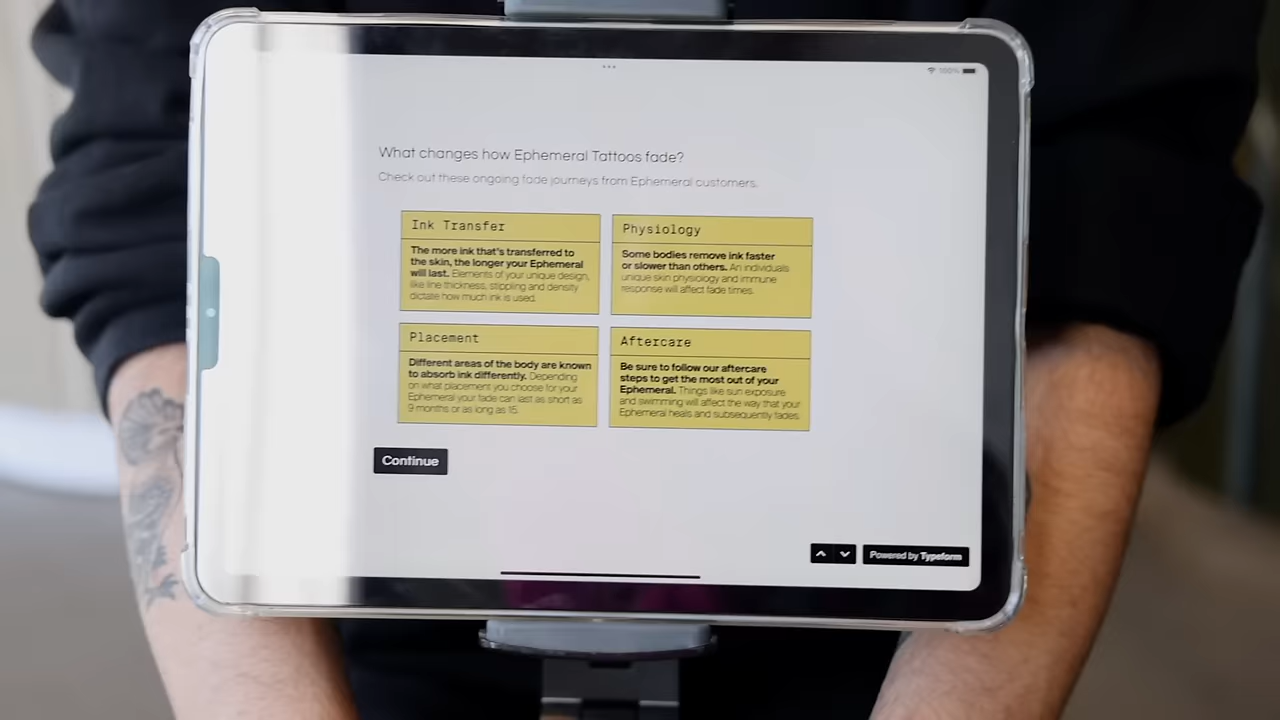 100%
What changes how Ephemeral Tattoos fade?
Check out these ongoing fade journeys from Ephemeral customers.
Ink Transfer
The more ink that's transferred to
the skin, the longer your Ephemeral
will last. Elements of your unique design,
like line thickness, stippling and density
dictate how much ink is used.
Physiology
Some bodies remove ink faster
or slower than others. An individuals
unique skin physiology and immune
response will affect fade times.
Placement
Different areas of the body are known
to absorb ink differently. Depending
on what placement you choose for your
Ephemeral your fade can last as short as
9 months or as long as 15.
Aftercare
Be sure to follow our aftercare
steps to get the most out of your
Ephemeral. Things like sun exposure
and swimming will affect the way that your
Ephemeral heals and subsequently fades.
Continue
Powered by Typeform